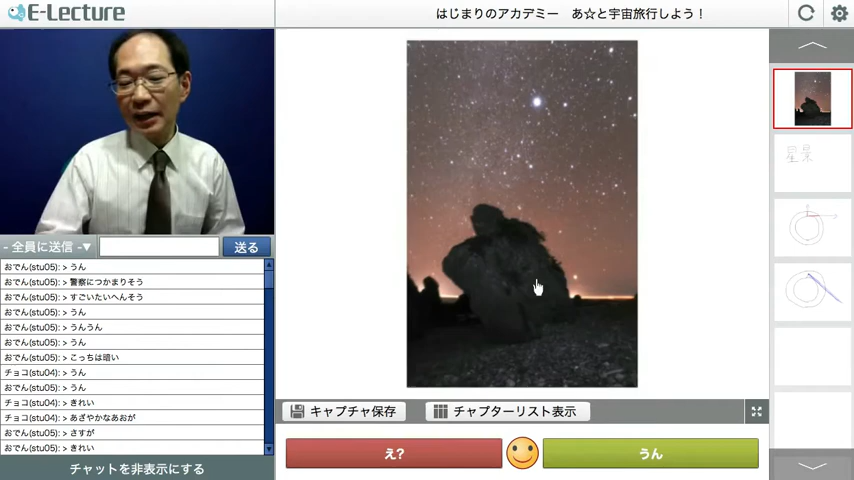 E-Lecture
はじまりのアカデミー あ☆と宇宙旅行しよう！
- 全員に送信 -▼
送る
おでん(stu05): > うん
おでん(stu05): > 警察につかまりそう
おでん(stu05): > すごいたいへんそう
おでん(stu05): > うん
おでん(stu05): > うんうん
おでん(stu05): > うん
おでん(stu05): > こっちは暗い
チョコ(stu04): > うん
おでん(stu05): > うん
チョコ(stu04): > きれい
チョコ(stu04): > あざやかなあおが
おでん(stu05): > さすが
おでん(stu05): > きれい
チャットを非表示にする
キャプチャ保存
チャプターリスト表示
え?
うん
星景